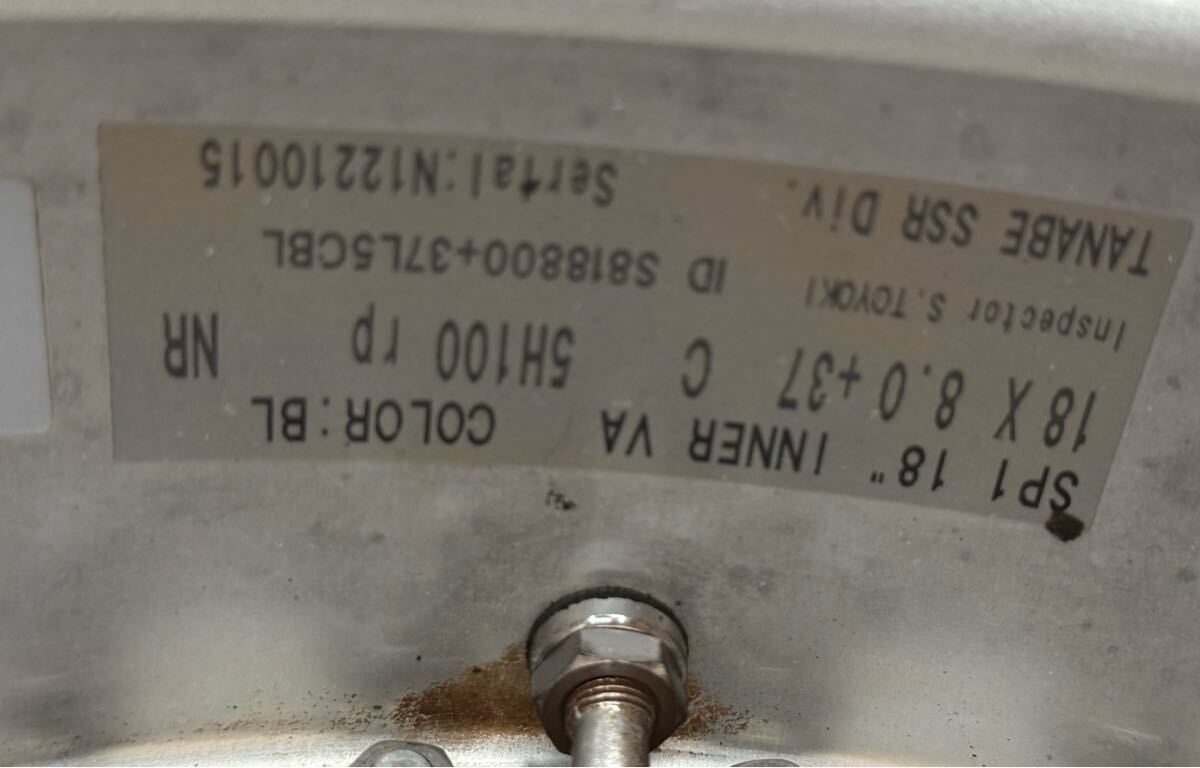 SP1 18" INNER VA COLOR:BL
18 X 8.0 +37 C 5H100 rp NR
Inspector S.TOYOKI ID S818800+37L5CBL
TANABE SSR Div. Serial:N12210015